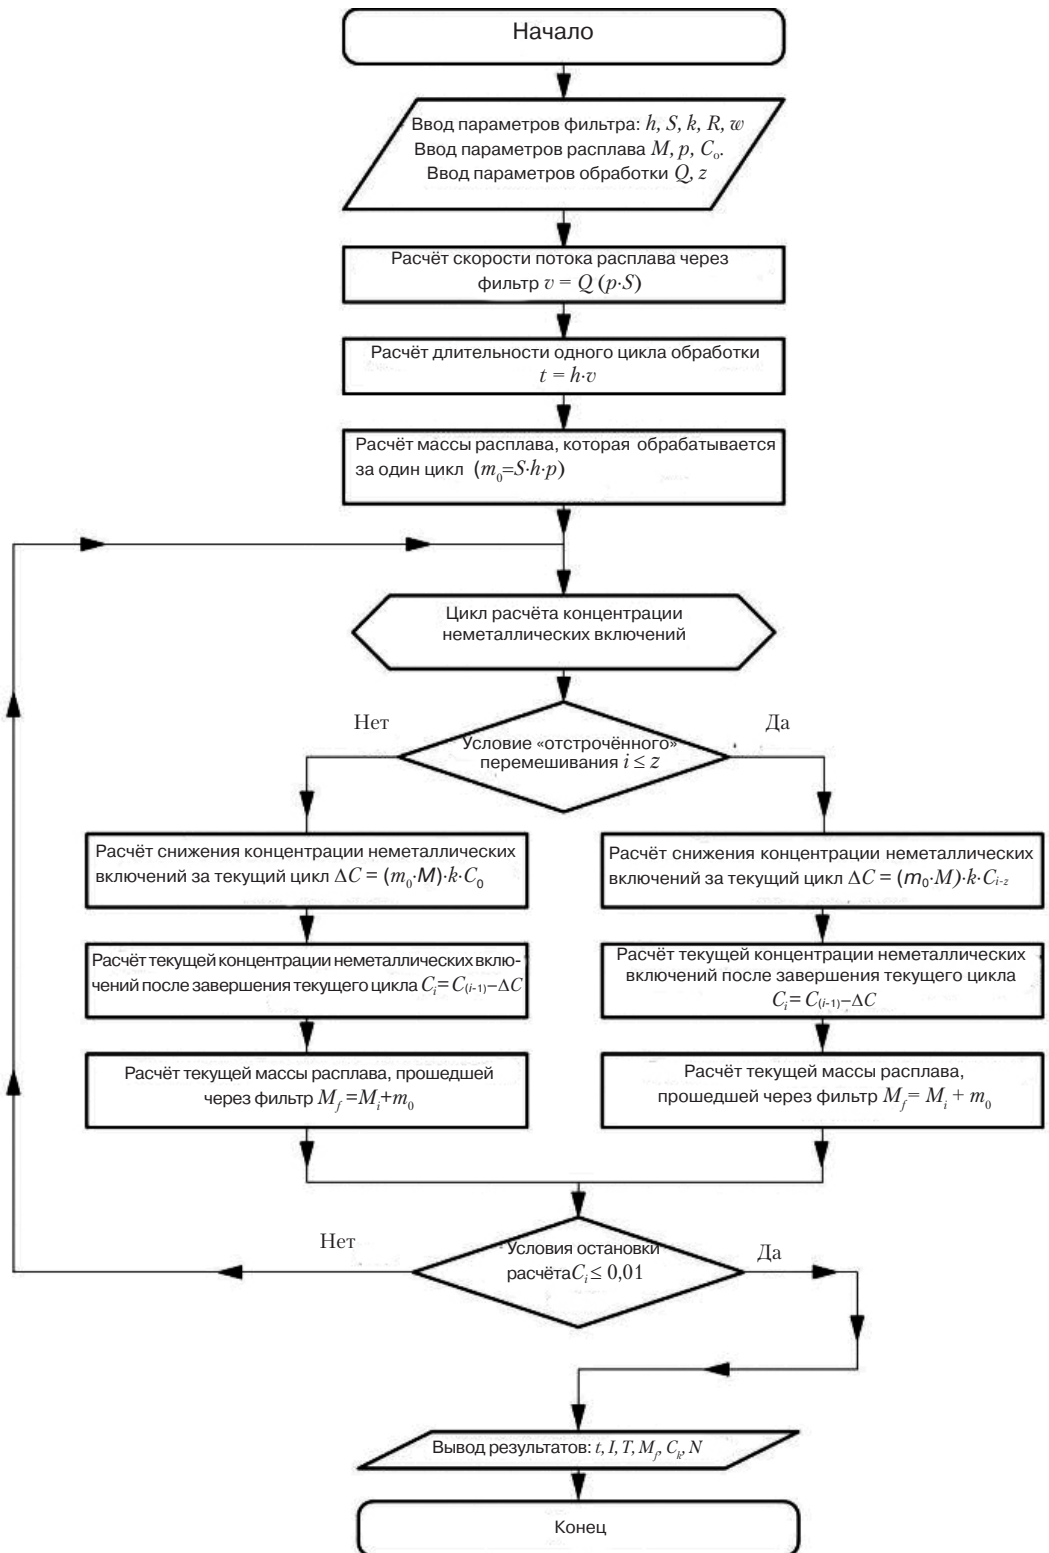 Начало
Ввод параметров фильтра: h, S, k, R, w
Ввод параметров расплава M, p, C₀.
Ввод параметров обработки Q, z
Расчёт скорости потока расплава через
фильтр v = Q (p·S)
Расчёт длительности одного цикла обработки
t = h·v
Расчёт массы расплава, которая обрабатывается
за один цикл (m₀=S·h·p)
Цикл расчёта концентрации
неметаллических включений
Нет
Да
Условие «отстрочённого»
перемешивания i ≤ z
Расчёт снижения концентрации неметаллических
включений за текущий цикл ΔC = (m₀·M)·k·C₀
Расчёт снижения концентрации неметаллических
включений за текущий цикл ΔC = (m₀·M)·k·Cᵢ₋z
Расчёт текущей концентрации неметаллических вклю-
чений после завершения текущего цикла Cᵢ= C₍ᵢ₋₁₎–ΔC
Расчёт текущей концентрации неметаллических
включений после завершения текущего цикла
Cᵢ= C₍ᵢ₋₁₎–ΔC
Расчёт текущей массы расплава, прошедшей
через фильтр M_f =Mᵢ+m₀
Расчёт текущей массы расплава,
прошедшей через фильтр M_f = Mᵢ + m₀
Нет
Да
Условия остановки
расчётаCᵢ ≤ 0,01
Вывод результатов: t, I, T, M_f, C_k, N
Конец